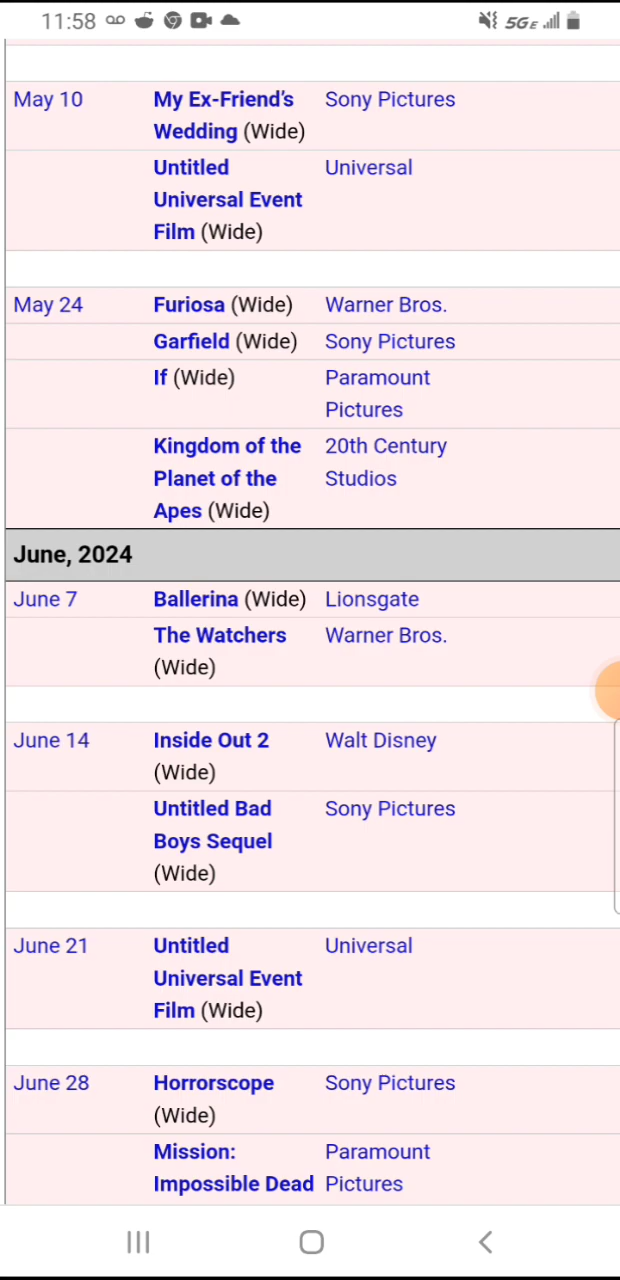 11:58
5GE
May 10 My Ex-Friend’s Sony Pictures
Wedding (Wide)
Untitled Universal
Universal Event
Film (Wide)
May 24 Furiosa (Wide) Warner Bros.
Garfield (Wide) Sony Pictures
If (Wide) Paramount
Pictures
Kingdom of the 20th Century
Planet of the Studios
Apes (Wide)
June, 2024
June 7 Ballerina (Wide) Lionsgate
The Watchers Warner Bros.
(Wide)
June 14 Inside Out 2 Walt Disney
(Wide)
Untitled Bad Sony Pictures
Boys Sequel
(Wide)
June 21 Untitled Universal
Universal Event
Film (Wide)
June 28 Horrorscope Sony Pictures
(Wide)
Mission: Paramount
Impossible Dead Pictures